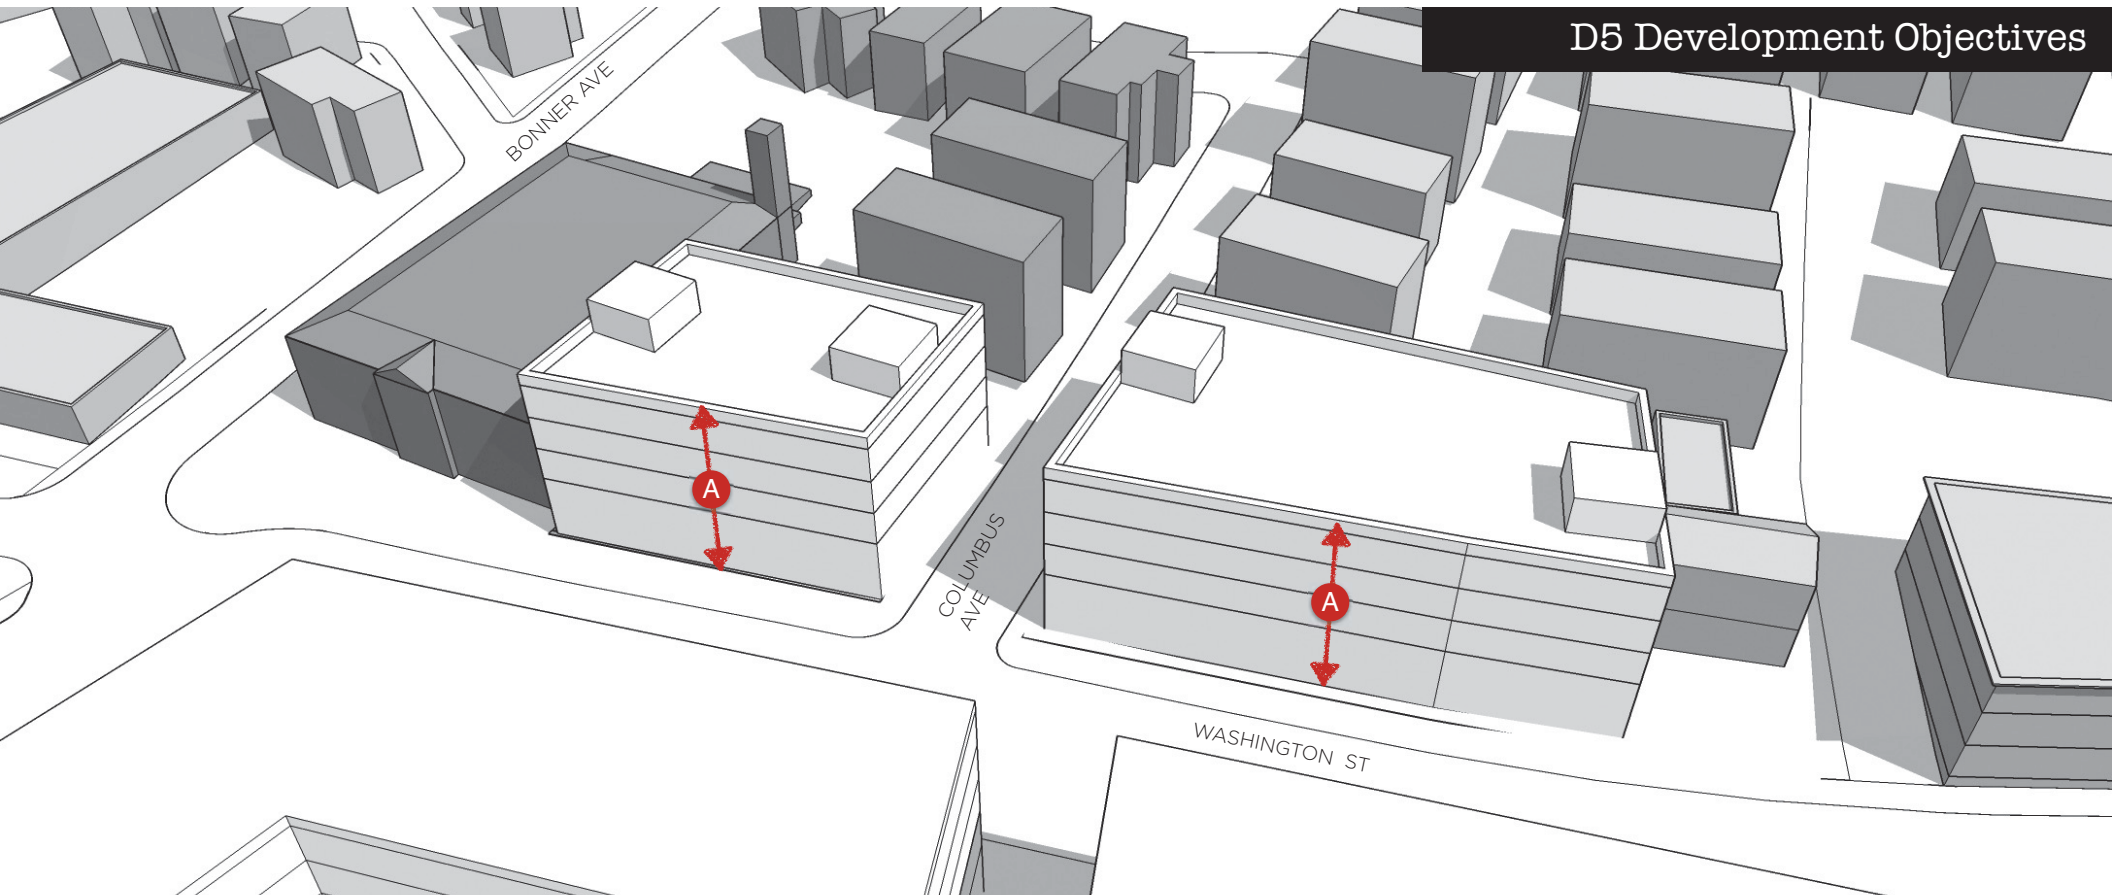 D5 Development Objectives
BONNER AVE
A
COLUMBUS
AVE
A
WASHINGTON ST